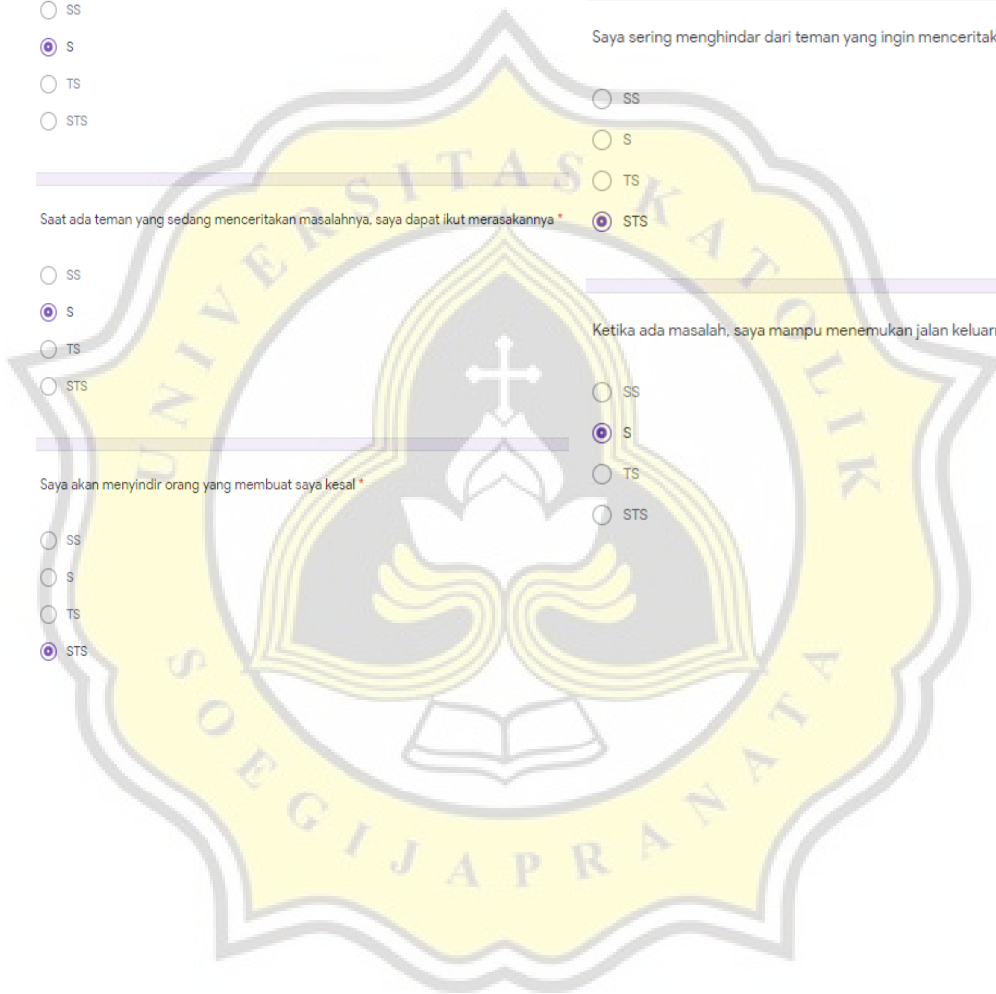 SS
S
TS
STS
Saat ada teman yang sedang menceritakan masalahnya, saya dapat ikut merasakannya *
SS
S
TS
STS
Saya akan menyindir orang yang membuat saya kesal *
SS
S
TS
STS
Saya sering menghindar dari teman yang ingin menceritak
SS
S
TS
STS
Ketika ada masalah, saya mampu menemukan jalan keluar
SS
S
TS
STS
UNIVERSITAS KATOLIK
SOEGIJAPRANATA